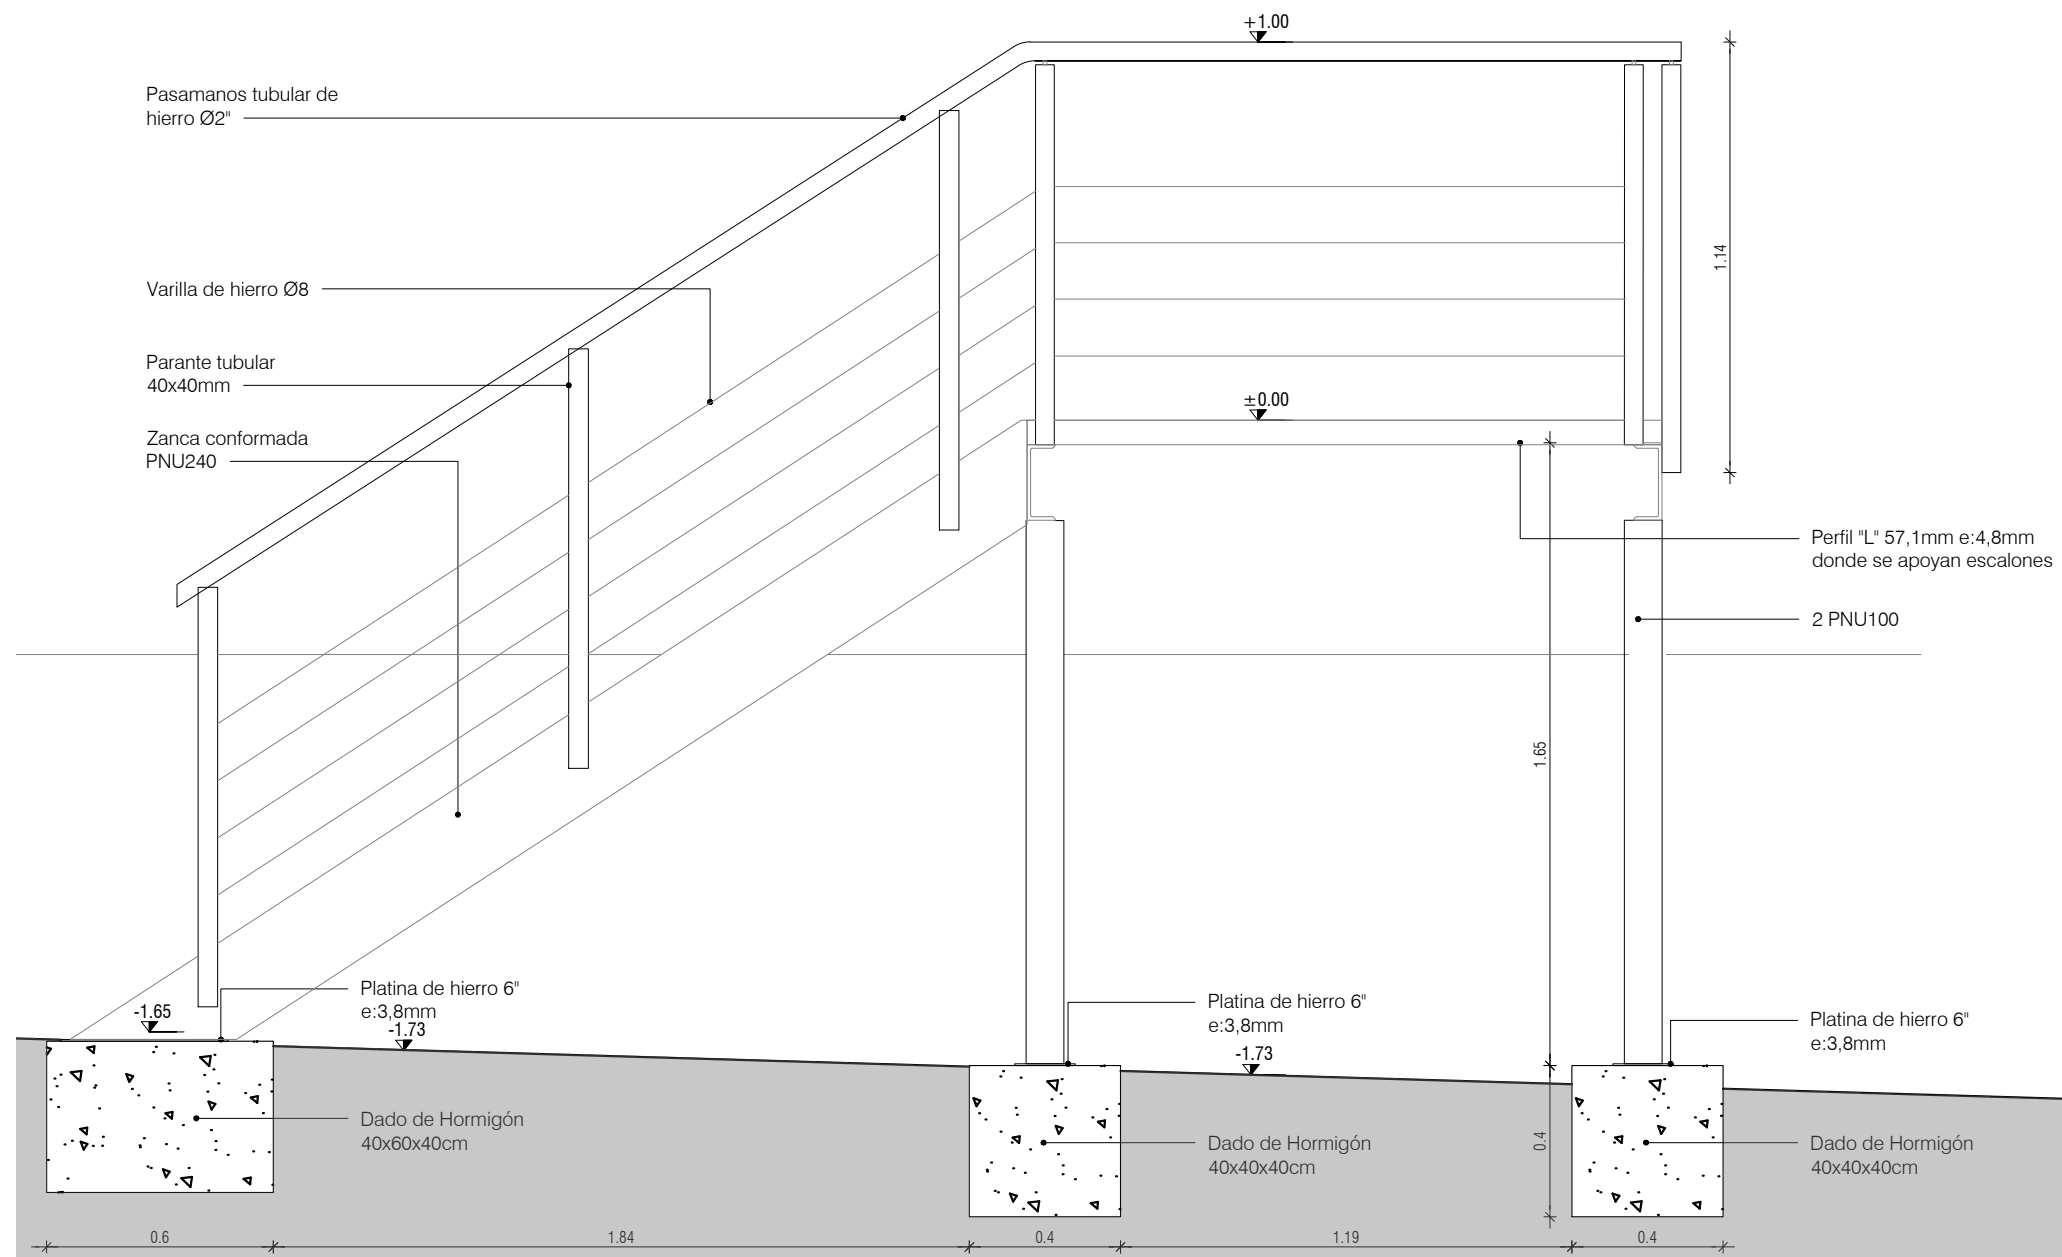 +1.00
Pasamanos tubular de
hierro Ø2"
1.14
Varilla de hierro Ø8
Parante tubular
40x40mm
±0.00
Zanca conformada
PNU240
Perfil "L" 57,1mm e:4,8mm
donde se apoyan escalones
2 PNU100
1.65
Platina de hierro 6"
e:3,8mm
-1.65
-1.73
Platina de hierro 6"
e:3,8mm
-1.73
Platina de hierro 6"
e:3,8mm
Dado de Hormigón
40x60x40cm
0.4
Dado de Hormigón
40x40x40cm
Dado de Hormigón
40x40x40cm
0.6
1.84
0.4
1.19
0.4